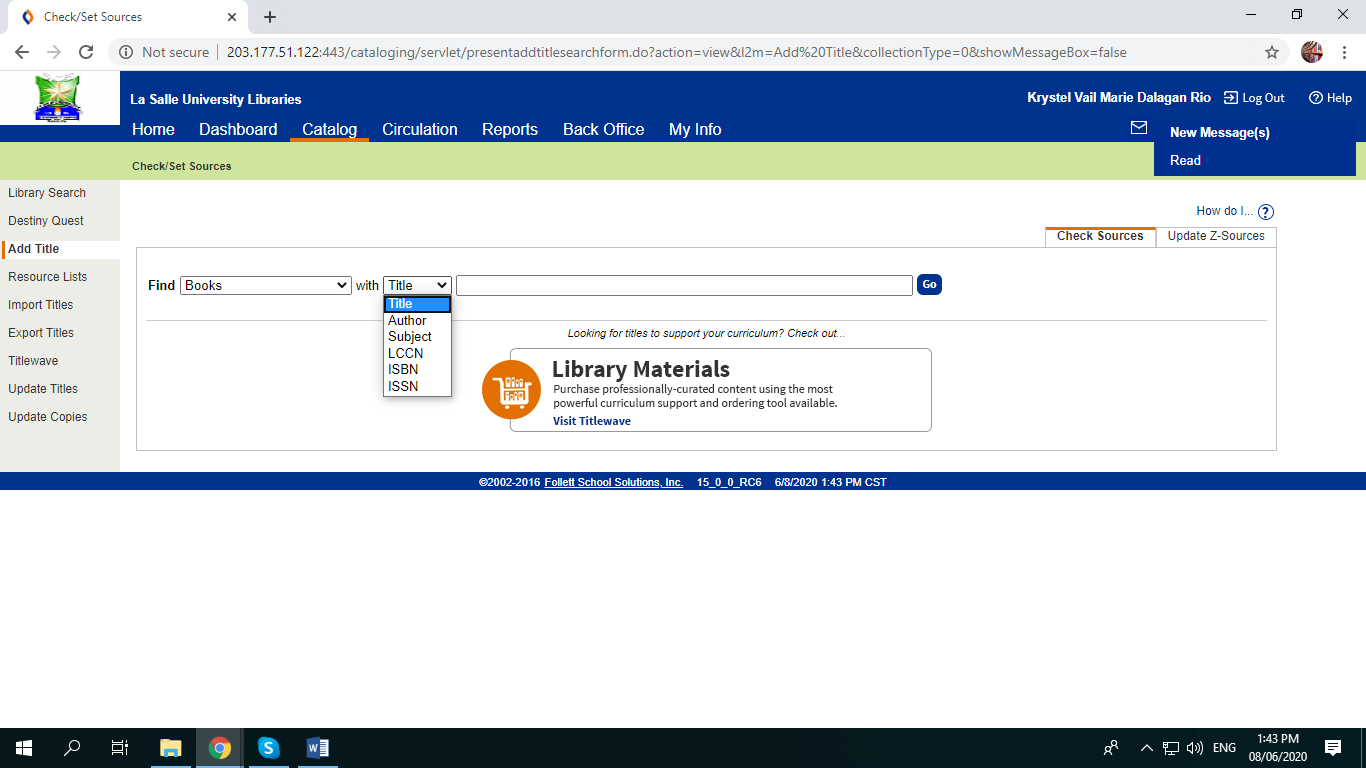 Check/Set Sources
Not secure | 203.177.51.122:443/cataloging/servlet/presentaddtitlesearchform.do?action=view&l2m=Add%20Title&collectionType=0&showMessageBox=false
La Salle University Libraries
Krystel Vail Marie Dalagan Rio Log Out Help
Home Dashboard Catalog Circulation Reports Back Office My Info
New Message(s)
Read
Check/Set Sources
Library Search
Destiny Quest
Add Title
Resource Lists
Import Titles
Export Titles
Titlewave
Update Titles
Update Copies
How do I...
Check Sources Update Z-Sources
Find Books with Title Go
Title
Author
Subject
LCCN
ISBN
ISSN
Looking for titles to support your curriculum? Check out...
Library Materials
Purchase professionally-curated content using the most
powerful curriculum support and ordering tool available.
Visit Titlewave
©2002-2016 Follett School Solutions, Inc. 15_0_0_RC6 6/8/2020 1:43 PM CST
ENG
1:43 PM
08/06/2020